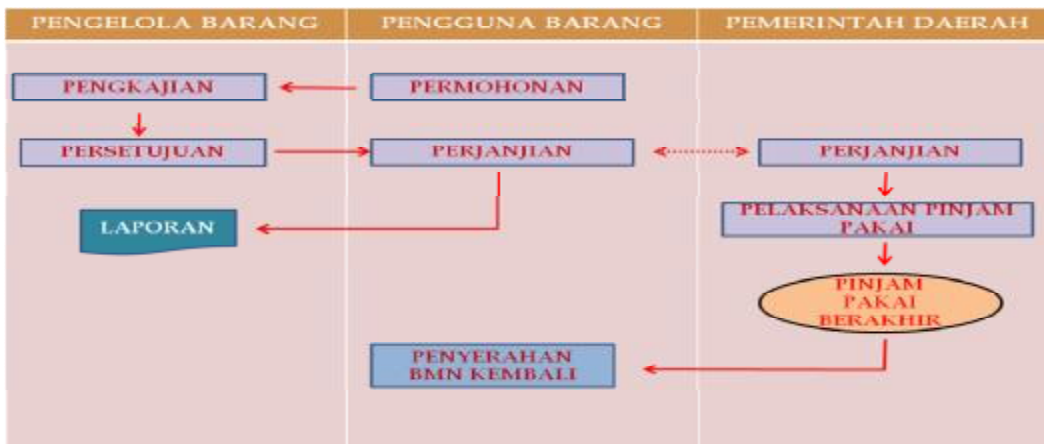 PENGELOLA BARANG
PENGGUNA BARANG
PEMERINTAH DAERAH
PENGKAJIAN
PERMOHONAN
PERSETUJUAN
PERJANJIAN
PERJANJIAN
LAPORAN
PELAKSANAAN PINJAM
PAKAI
PINJAM
PAKAI
BERAKHIR
PENYERAHAN
BMN KEMBALI